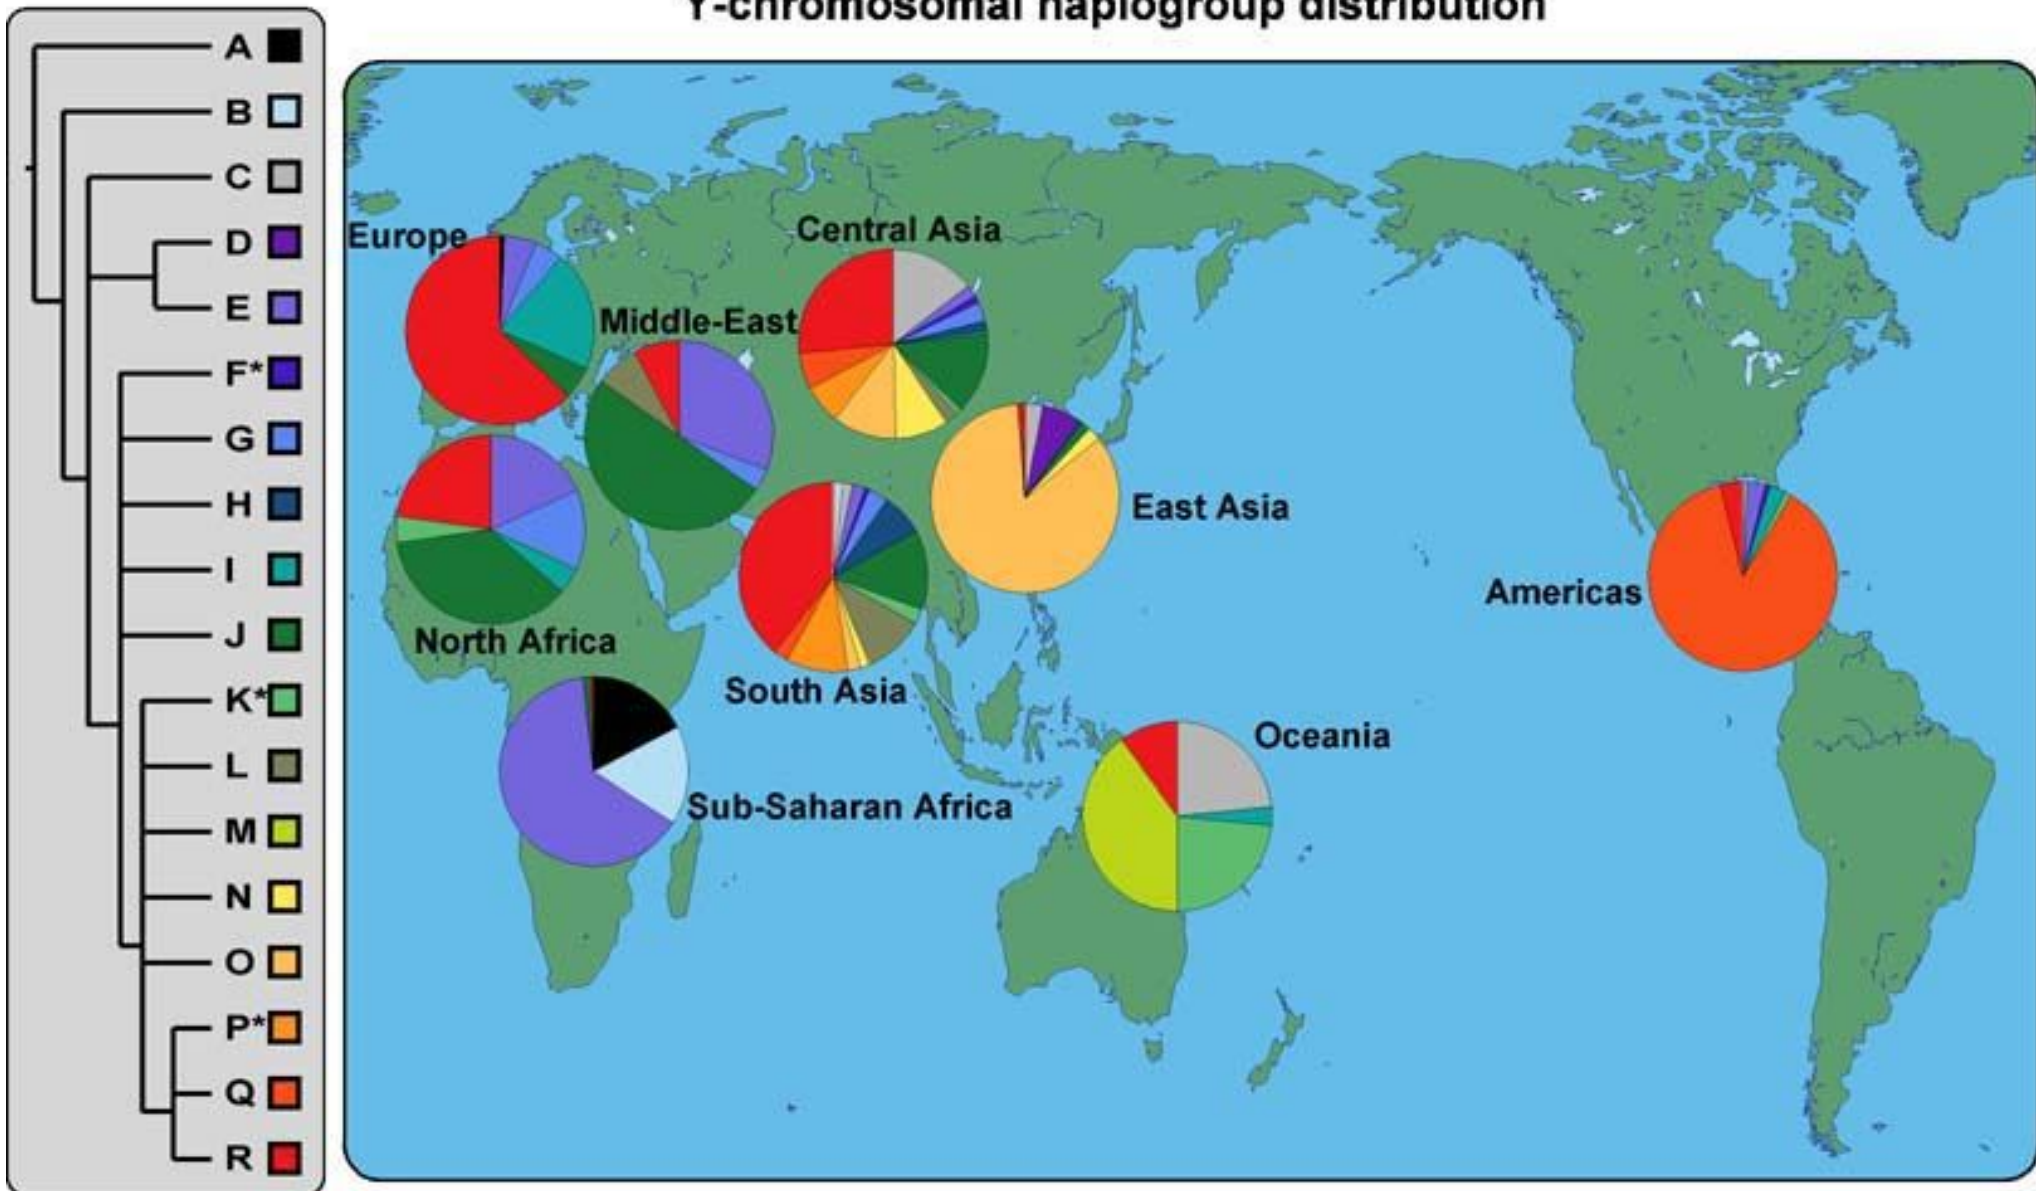 Y-chromosomal haplogroup distribution
A
B
C
D
E
F*
G
H
I
J
K*
L
M
N
O
P*
Q
R
Europe
Central Asia
Middle-East
East Asia
Americas
North Africa
South Asia
Oceania
Sub-Saharan Africa